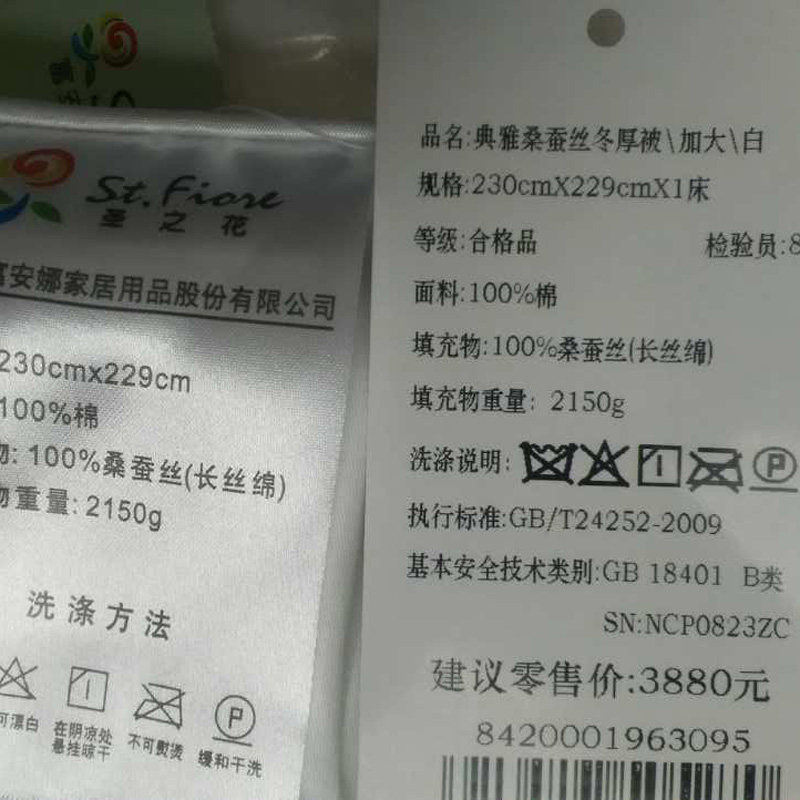 St. Fiore
圣之花
富安娜家居用品股份有限公司
230cmx229cm
100%棉
物: 100%桑蚕丝(长丝绵)
物重量: 2150g
洗涤方法
可漂白
在阴凉处
悬挂晾干
不可熨烫
P
缓和干洗
品名:典雅桑蚕丝冬厚被\加大\白
规格:230cmX229cmX1床
等级:合格品
检验员:8
面料:100%棉
填充物:100%桑蚕丝(长丝绵)
填充物重量: 2150g
洗涤说明:
P
执行标准:GB/T24252-2009
基本安全技术类别:GB 18401 B类
SN:NCP0823ZC
建议零售价:3880元
8420001963095